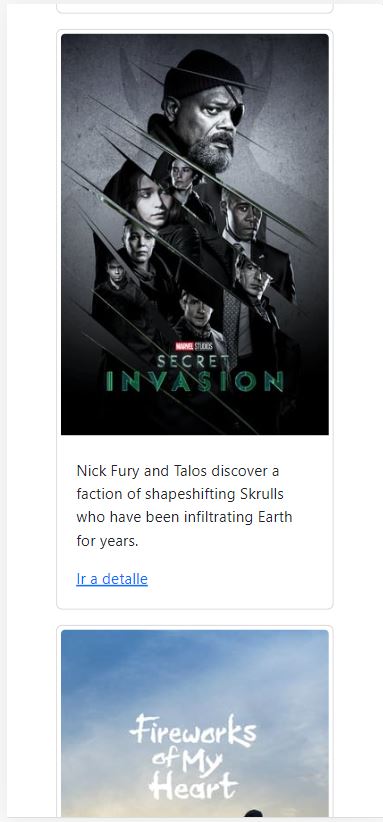 MARVEL STUDIOS
SECRET
INVASION
Nick Fury and Talos discover a
faction of shapeshifting Skrulls
who have been infiltrating Earth
for years.
Ir a detalle
Fireworks
of My
Heart